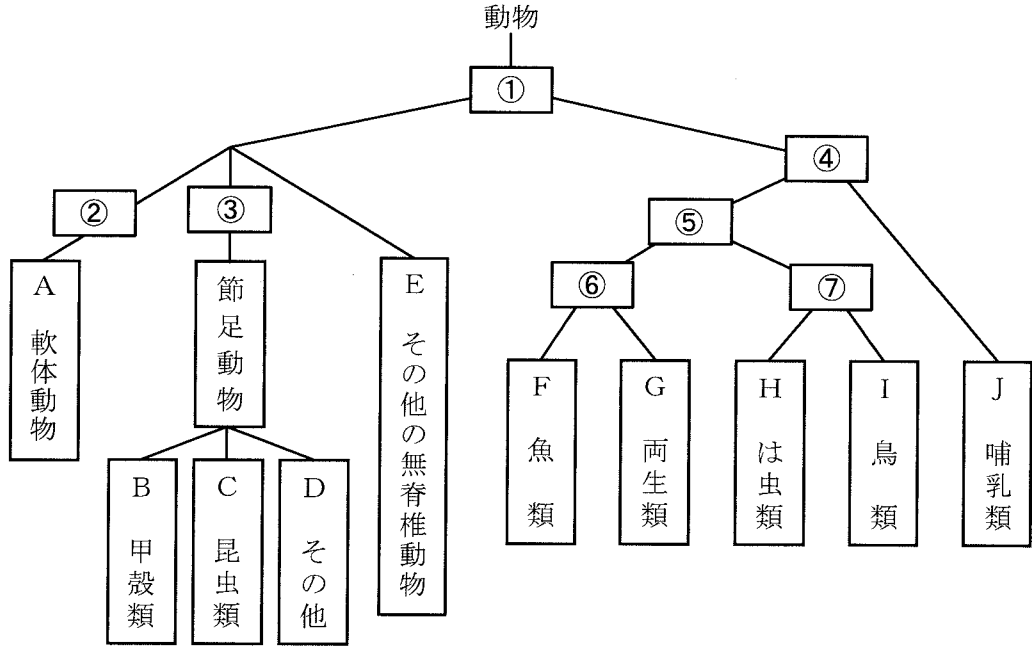 動物
①
④
②
③
⑤
⑥
⑦
A 軟体動物
節足動物
E その他の無脊椎動物
F 魚類
G 両生類
H は虫類
I 鳥類
J 哺乳類
B 甲殻類
C 昆虫類
D その他